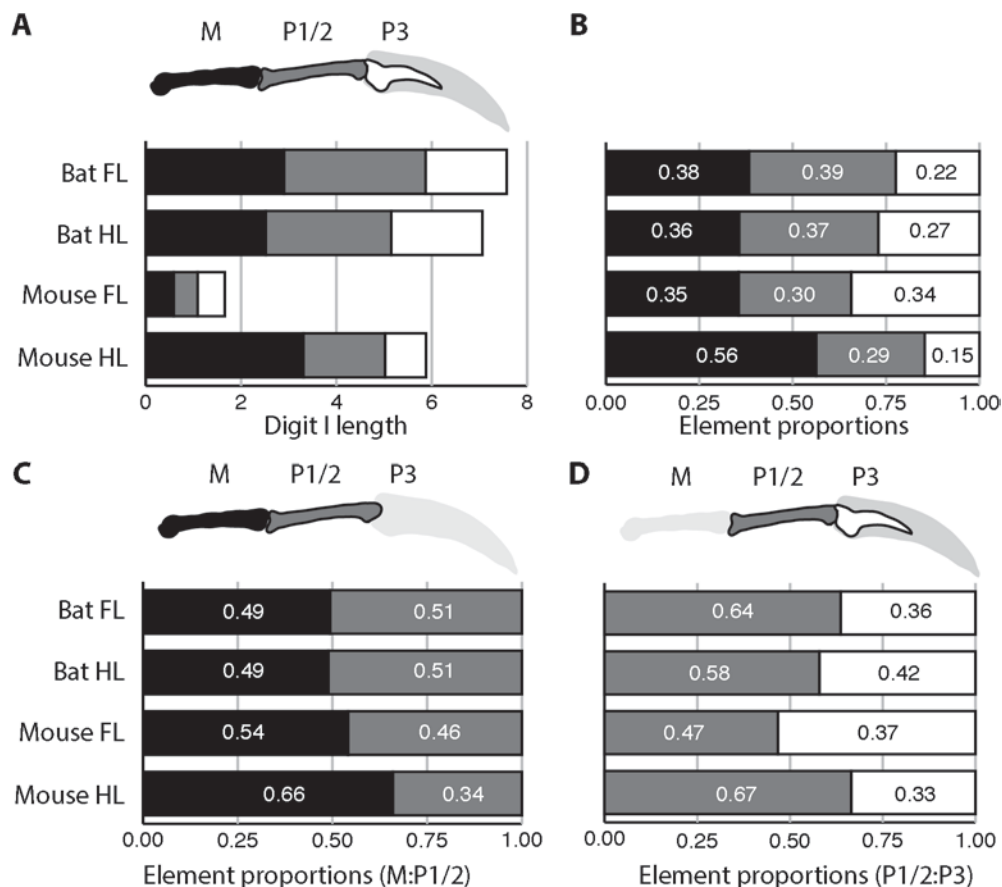 A
M P1/2 P3
Bat FL
Bat HL
Mouse FL
Mouse HL
0 2 4 6 8
Digit I length
B
0.38 0.39 0.22
0.36 0.37 0.27
0.35 0.30 0.34
0.56 0.29 0.15
0.00 0.25 0.50 0.75 1.00
Element proportions
C
M P1/2 P3
Bat FL 0.49 0.51
Bat HL 0.49 0.51
Mouse FL 0.54 0.46
Mouse HL 0.66 0.34
0.00 0.25 0.50 0.75 1.00
Element proportions (M:P1/2)
D
M P1/2 P3
0.64 0.36
0.58 0.42
0.47 0.37
0.67 0.33
0.00 0.25 0.50 0.75 1.00
Element proportions (P1/2:P3)